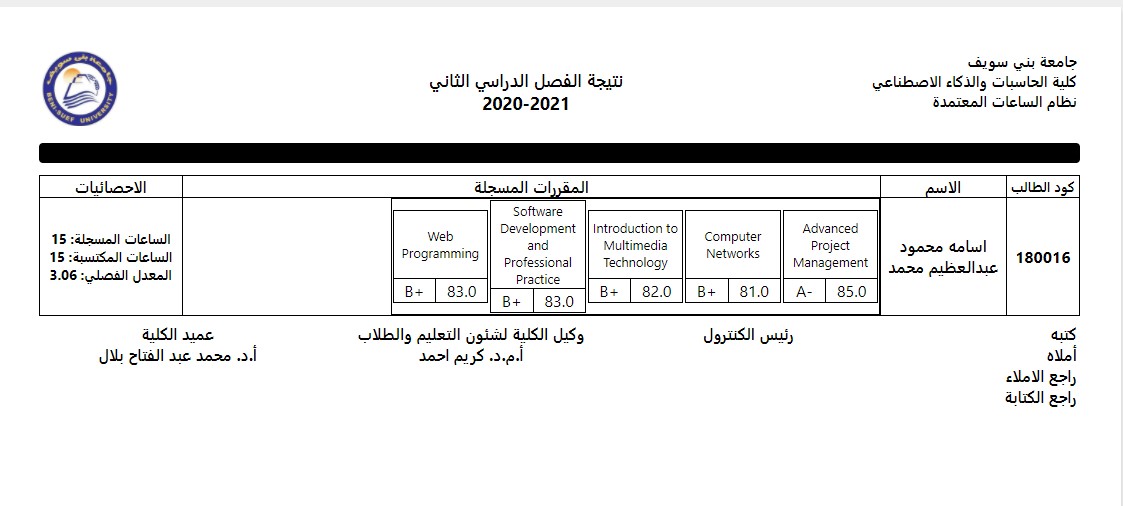 جامعة بني سويف
كلية الحاسبات والذكاء الاصطناعي
نظام الساعات المعتمدة
نتيجة الفصل الدراسي الثاني
2020-2021
جامعة بني سويف
BENI-SUEF UNIVERSITY
كود الطالب
الاسم
المقررات المسجلة
الاحصائيات
180016
اسامه محمود
عبدالعظيم محمد
Advanced
Project
Management
A- 85.0
Computer
Networks
B+ 81.0
Introduction to
Multimedia
Technology
B+ 82.0
Software
Development
and
Professional
Practice
B+ 83.0
Web
Programming
B+ 83.0
الساعات المسجلة: 15
الساعات المكتسبة: 15
المعدل الفصلي: 3.06
كتبه
أملاه
راجع الاملاء
راجع الكتابة
رئيس الكنترول
وكيل الكلية لشئون التعليم والطلاب
أ.م.د. كريم احمد
عميد الكلية
أ.د. محمد عبد الفتاح بلال